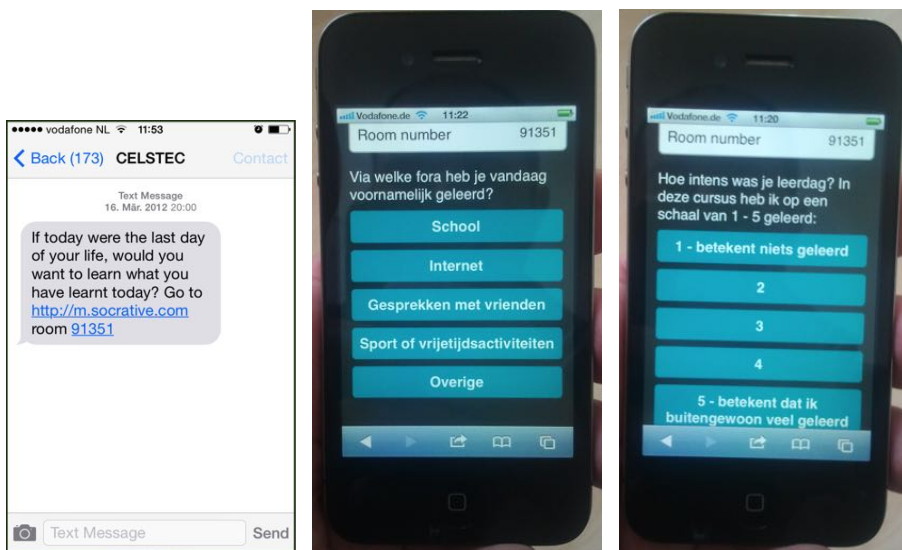 vodafone NL 11:53
Back (173) CELSTEC Contact
Text Message
16. Mär. 2012 20:00
If today were the last day
of your life, would you
want to learn what you
have learnt today? Go to
http://m.socrative.com
room 91351
Text Message Send
Vodafone.de 11:22
Room number 91351
Via welke fora heb je vandaag
voornamelijk geleerd?
School
Internet
Gesprekken met vrienden
Sport of vrijetijdsactiviteiten
Overige
Vodafone.de 11:20
Room number 91351
Hoe intens was je leerdag? In
deze cursus heb ik op een
schaal van 1 - 5 geleerd:
1 - betekent niets geleerd
2
3
4
5 - betekent dat ik
buitengewoon veel geleerd